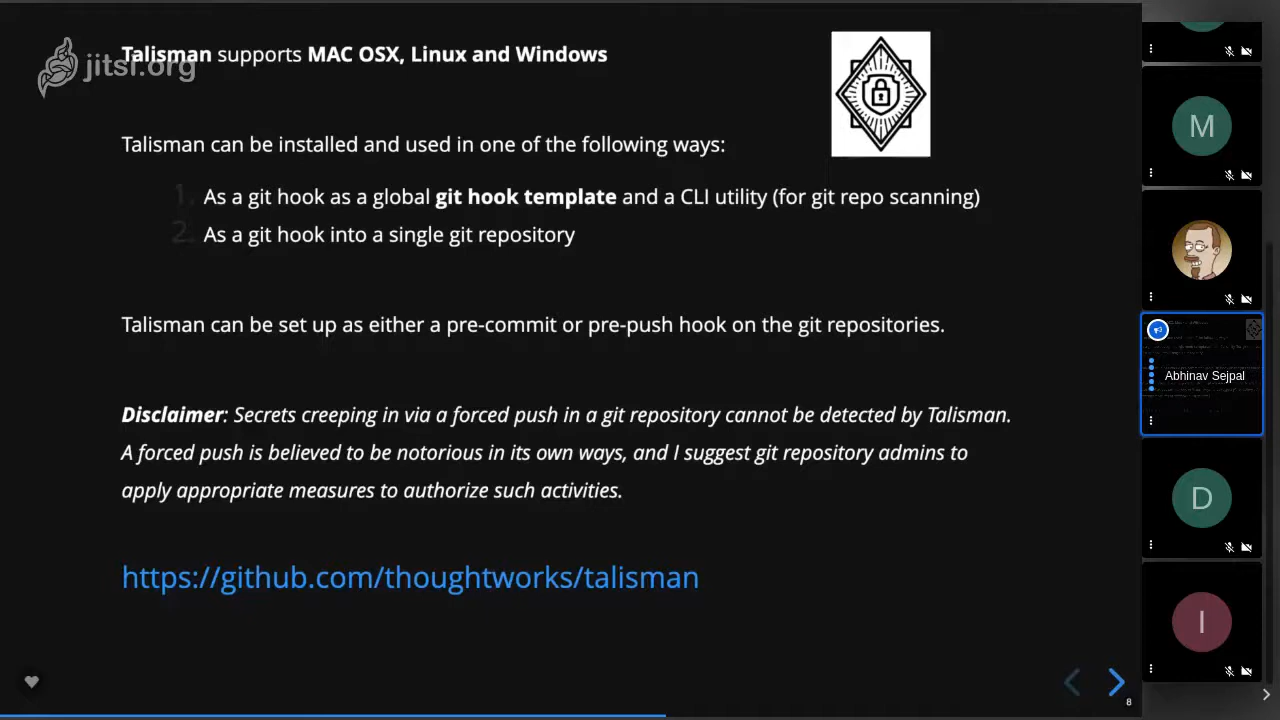 Talisman supports MAC OSX, Linux and Windows
jitsi.org
Talisman can be installed and used in one of the following ways:
1. As a git hook as a global git hook template and a CLI utility (for git repo scanning)
2. As a git hook into a single git repository
Talisman can be set up as either a pre-commit or pre-push hook on the git repositories.
Disclaimer: Secrets creeping in via a forced push in a git repository cannot be detected by Talisman.
A forced push is believed to be notorious in its own ways, and I suggest git repository admins to
apply appropriate measures to authorize such activities.
https://github.com/thoughtworks/talisman
8
M
Abhinav Sejpal
D
I